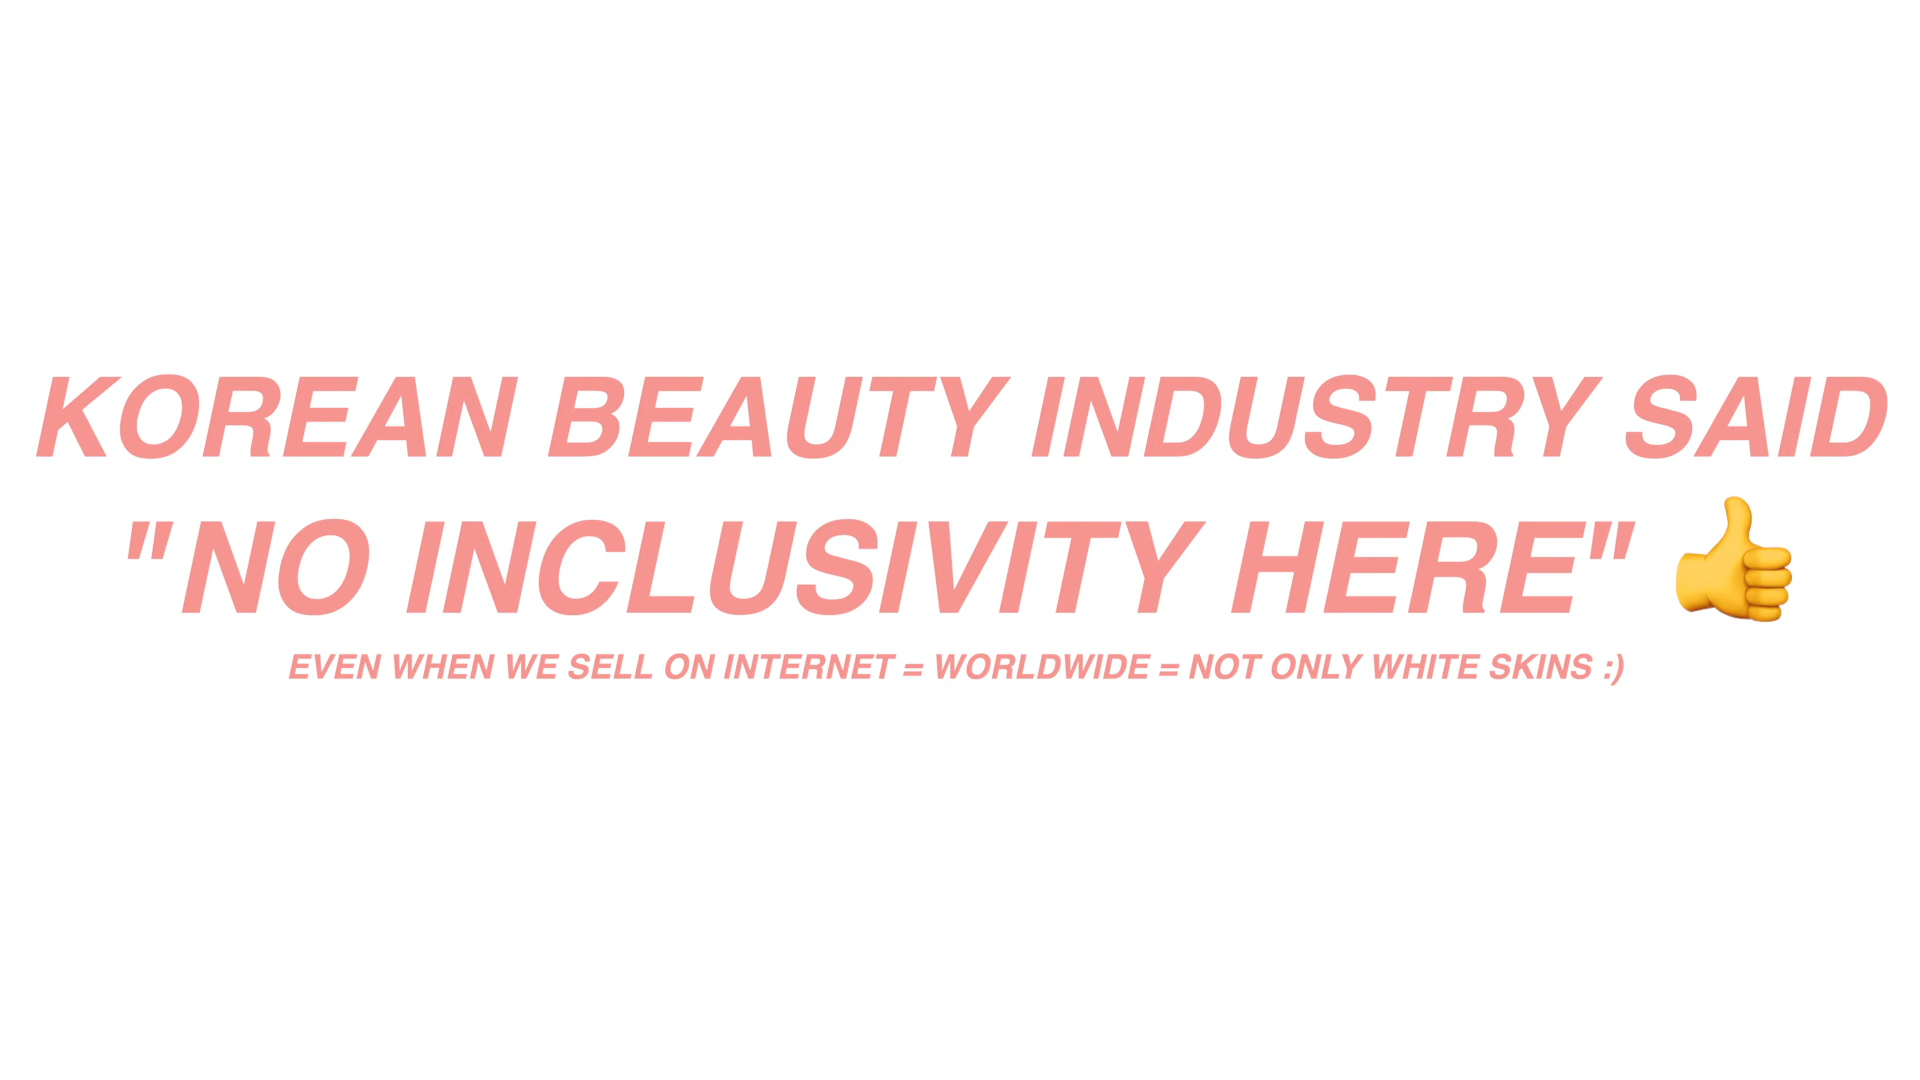 KOREAN BEAUTY INDUSTRY SAID
"NO INCLUSIVITY HERE" 👍
EVEN WHEN WE SELL ON INTERNET = WORLDWIDE = NOT ONLY WHITE SKINS :)